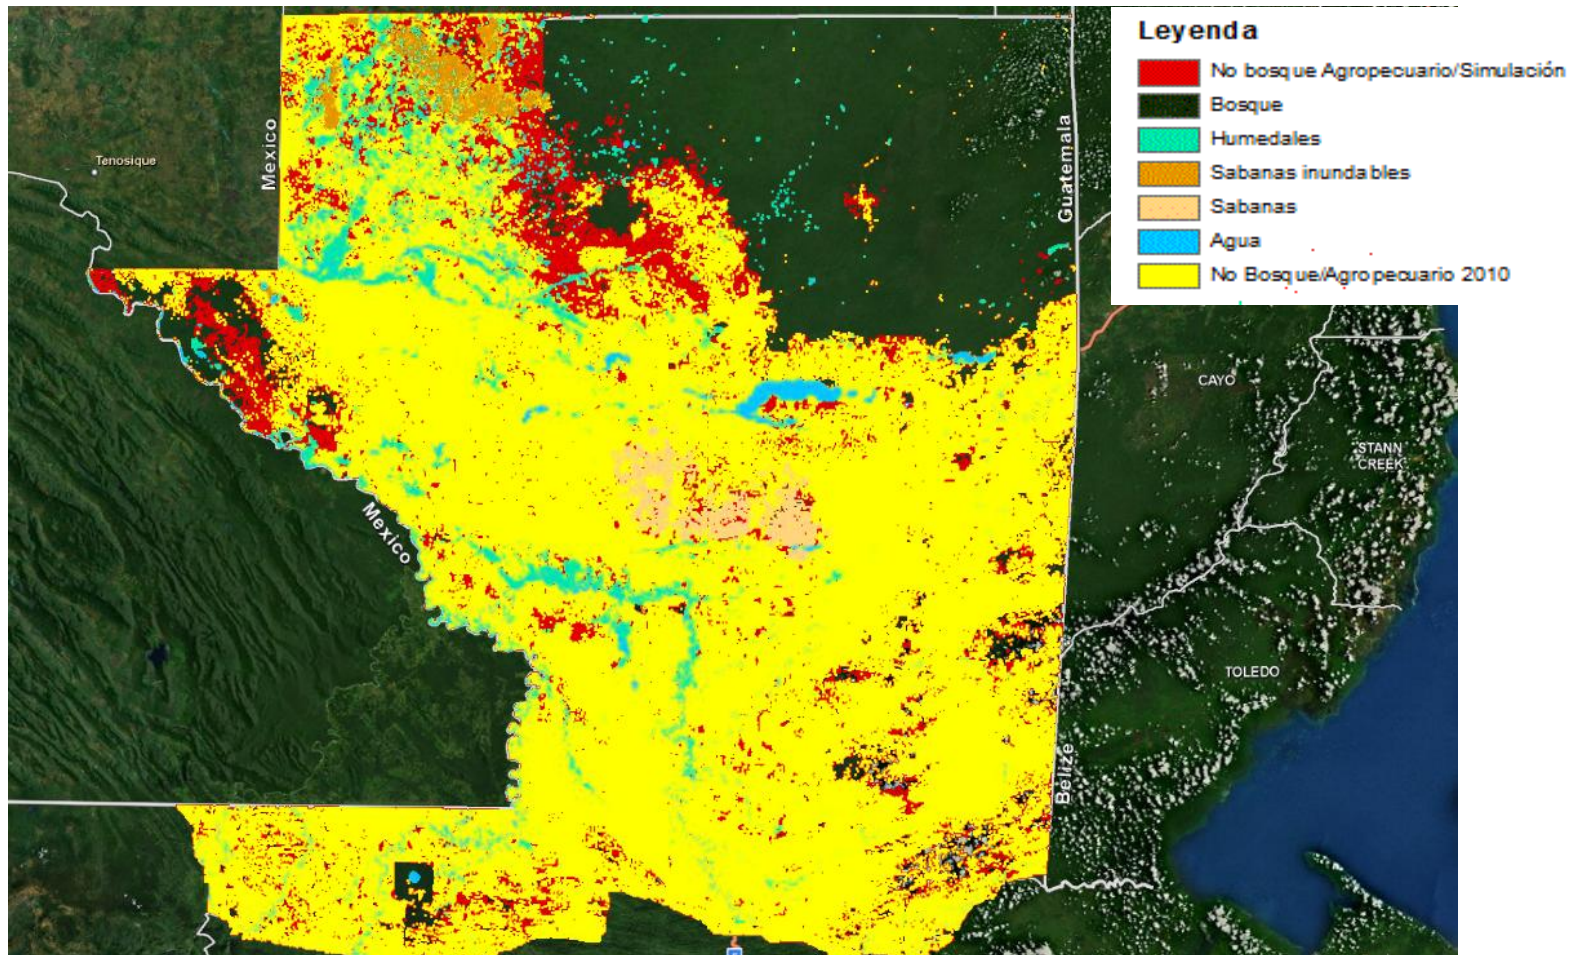 Leyenda
No bosque Agropecuario/Simulación
Bosque
Humedales
Sabanas inundables
Sabanas
Agua
No Bosque/Agropecuario 2010
Tenosique
Mexico
Guatemala
CAYO
STANN
CREEK
Mexico
TOLEDO
Belize